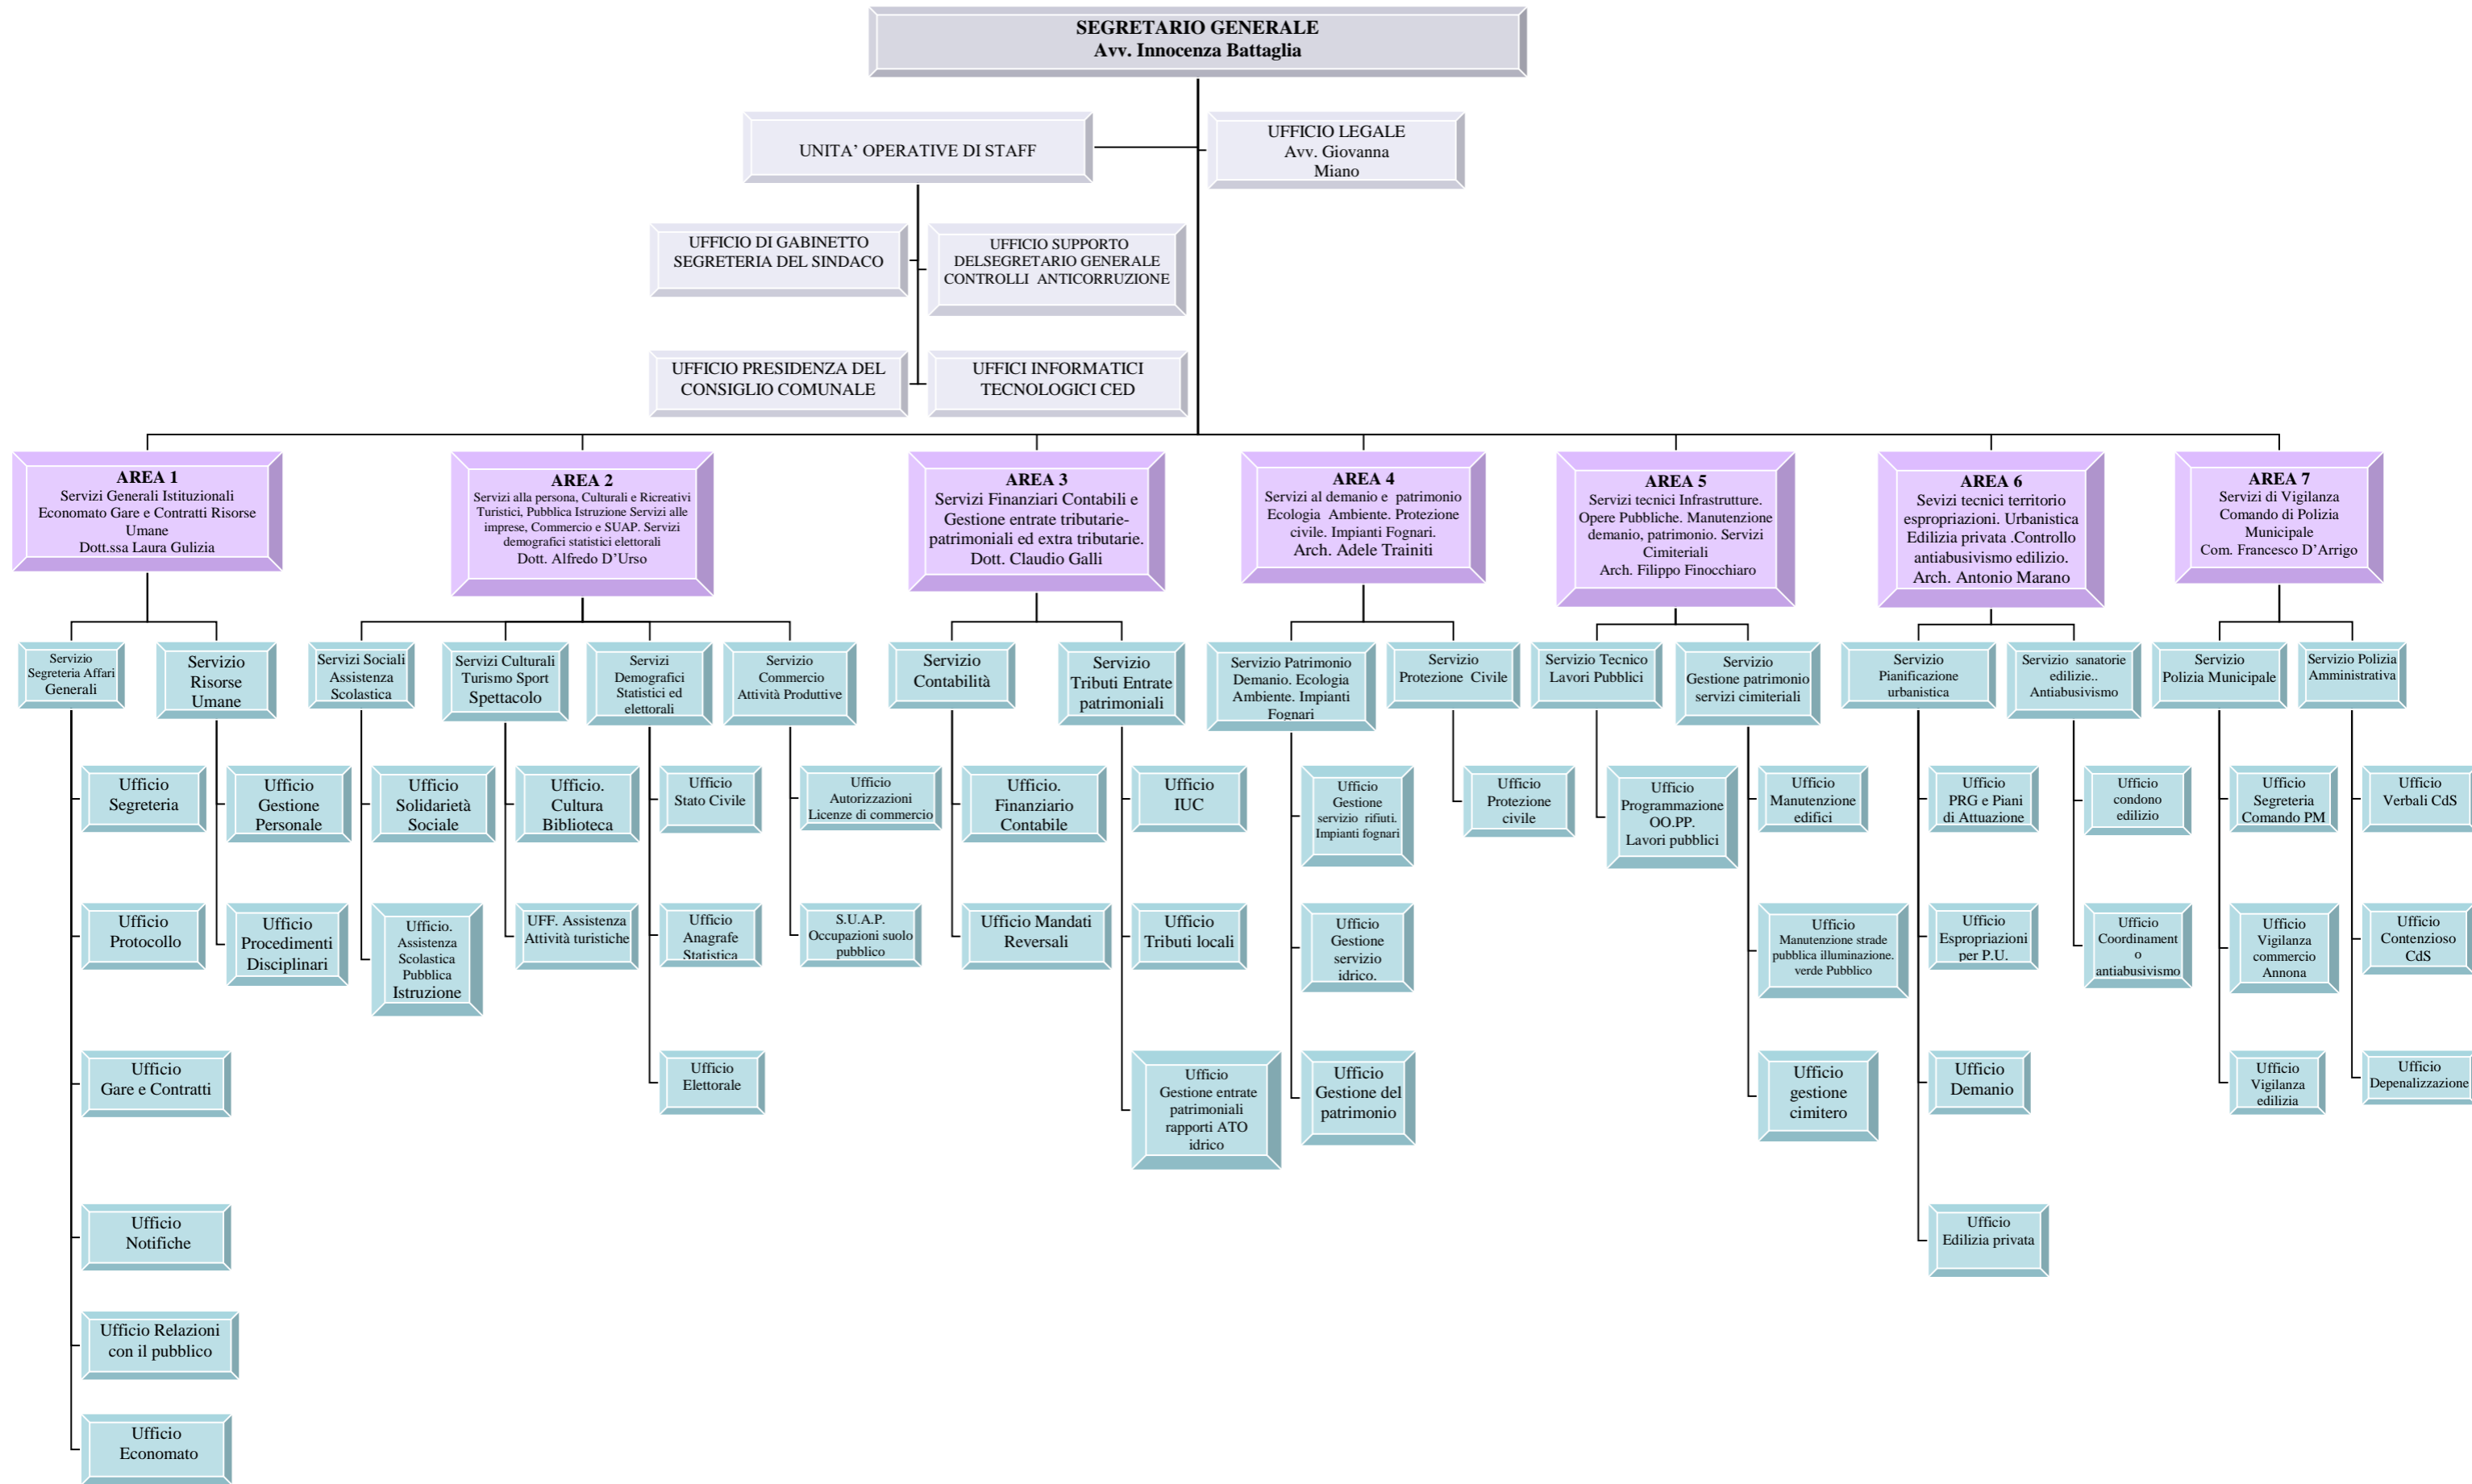 SEGRETARIO GENERALE
Avv. Innocenza Battaglia
UNITA’ OPERATIVE DI STAFF
UFFICIO LEGALE
Avv. Giovanna
Miano
UFFICIO DI GABINETTO
SEGRETERIA DEL SINDACO
UFFICIO SUPPORTO
DELSEGRETARIO GENERALE
CONTROLLI ANTICORRUZIONE
UFFICIO PRESIDENZA DEL
CONSIGLIO COMUNALE
UFFICI INFORMATICI
TECNOLOGICI CED
AREA 1
Servizi Generali Istituzionali
Economato Gare e Contratti Risorse
Umane
Dott.ssa Laura Gulizia
AREA 2
Servizi alla persona, Culturali e Ricreativi
Turistici, Pubblica Istruzione Servizi alle
imprese, Commercio e SUAP. Servizi
demografici statistici elettorali
Dott. Alfredo D’Urso
AREA 3
Servizi Finanziari Contabili e
Gestione entrate tributarie-
patrimoniali ed extra tributarie.
Dott. Claudio Galli
AREA 4
Servizi al demanio e patrimonio
Ecologia Ambiente. Protezione
civile. Impianti Fognari.
Arch. Adele Trainiti
AREA 5
Servizi tecnici Infrastrutture.
Opere Pubbliche. Manutenzione
demanio, patrimonio. Servizi
Cimiteriali
Arch. Filippo Finocchiaro
AREA 6
Sevizi tecnici territorio
espropriazioni. Urbanistica
Edilizia privata .Controllo
antiabusivismo edilizio.
Arch. Antonio Marano
AREA 7
Servizi di Vigilanza
Comando di Polizia
Municipale
Com. Francesco D’Arrigo
Servizio
Segreteria Affari
Generali
Servizio
Risorse
Umane
Servizi Sociali
Assistenza
Scolastica
Servizi Culturali
Turismo Sport
Spettacolo
Servizi
Demografici
Statistici ed
elettorali
Servizio
Commercio
Attività Produttive
Servizio
Contabilità
Servizio
Tributi Entrate
patrimoniali
Servizio Patrimonio
Demanio. Ecologia
Ambiente. Impianti
Fognari
Servizio
Protezione Civile
Servizio Tecnico
Lavori Pubblici
Servizio
Gestione patrimonio
servizi cimiteriali
Servizio
Pianificazione
urbanistica
Servizio sanatorie
edilizie..
Antiabusivismo
Servizio
Polizia Municipale
Servizio Polizia
Amministrativa
Ufficio
Segreteria
Ufficio
Gestione
Personale
Ufficio
Solidarietà
Sociale
Ufficio.
Cultura
Biblioteca
Ufficio
Stato Civile
Ufficio
Autorizzazioni
Licenze di commercio
Ufficio.
Finanziario
Contabile
Ufficio
IUC
Ufficio
Gestione
servizio rifiuti.
Impianti fognari
Ufficio
Protezione
civile
Ufficio
Programmazione
OO.PP.
Lavori pubblici
Ufficio
Manutenzione
edifici
Ufficio
PRG e Piani
di Attuazione
Ufficio
condono
edilizio
Ufficio
Segreteria
Comando PM
Ufficio
Verbali CdS
Ufficio
Protocollo
Ufficio
Procedimenti
Disciplinari
Ufficio.
Assistenza
Scolastica
Pubblica
Istruzione
UFF. Assistenza
Attività turistiche
Ufficio
Anagrafe
Statistica
S.U.A.P.
Occupazioni suolo
pubblico
Ufficio Mandati
Reversali
Ufficio
Tributi locali
Ufficio
Gestione
servizio
idrico.
Ufficio
Manutenzione strade
pubblica illuminazione.
verde Pubblico
Ufficio
Espropriazioni
per P.U.
Ufficio
Coordinament
o
antiabusivismo
Ufficio
Vigilanza
commercio
Annona
Ufficio
Contenzioso
CdS
Ufficio
Gare e Contratti
Ufficio
Elettorale
Ufficio
Gestione entrate
patrimoniali
rapporti ATO
idrico
Ufficio
Gestione del
patrimonio
Ufficio
gestione
cimitero
Ufficio
Demanio
Ufficio
Vigilanza
edilizia
Ufficio
Depenalizzazione
Ufficio
Notifiche
Ufficio
Edilizia privata
Ufficio Relazioni
con il pubblico
Ufficio
Economato